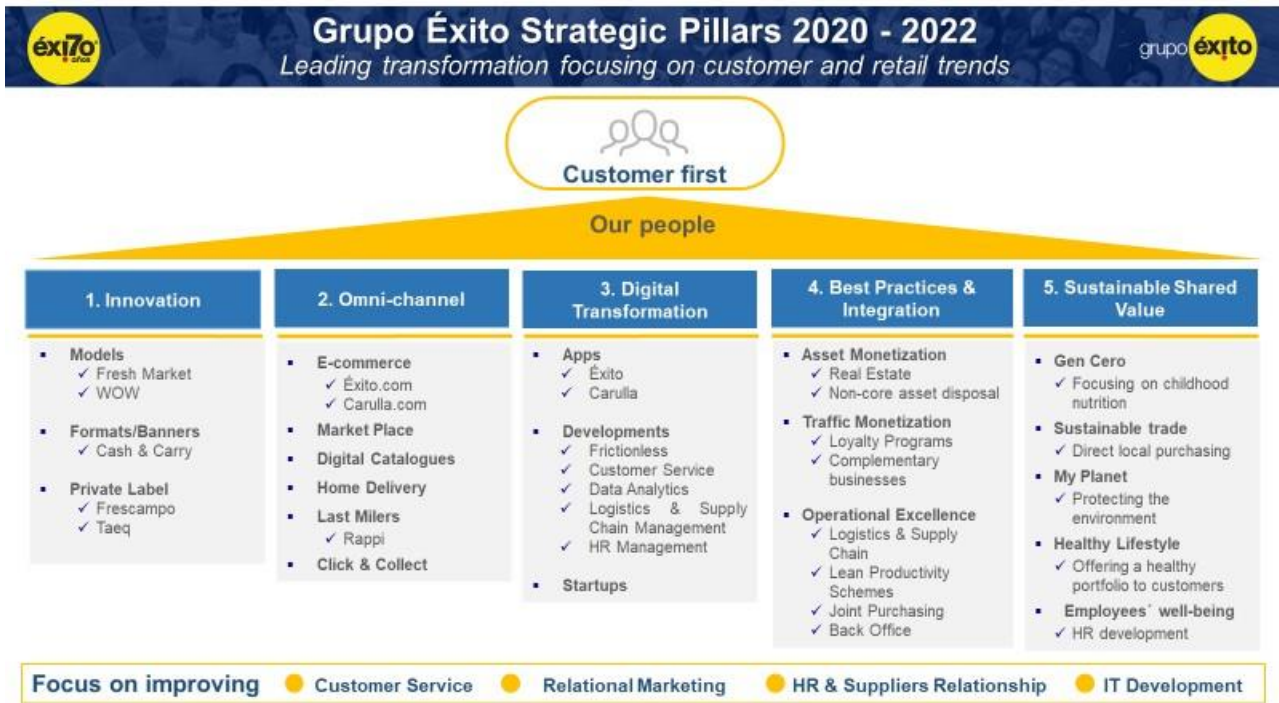 éxi70
años
Grupo Éxito Strategic Pillars 2020 - 2022
Leading transformation focusing on customer and retail trends
grupo éxito
Customer first
Our people
1. Innovation
Models
✓ Fresh Market
✓ WOW
Formats/Banners
✓ Cash & Carry
Private Label
✓ Frescampo
✓ Taeq
2. Omni-channel
E-commerce
✓ Éxito.com
✓ Carulla.com
Market Place
Digital Catalogues
Home Delivery
Last Milers
✓ Rappi
Click & Collect
3. Digital
Transformation
Apps
✓ Éxito
✓ Carulla
Developments
✓ Frictionless
✓ Customer Service
✓ Data Analytics
✓ Logistics & Supply
Chain Management
✓ HR Management
Startups
4. Best Practices &
Integration
Asset Monetization
✓ Real Estate
✓ Non-core asset disposal
Traffic Monetization
✓ Loyalty Programs
✓ Complementary
businesses
Operational Excellence
✓ Logistics & Supply
Chain
✓ Lean Productivity
Schemes
✓ Joint Purchasing
✓ Back Office
5. Sustainable Shared
Value
Gen Cero
✓ Focusing on childhood
nutrition
Sustainable trade
✓ Direct local purchasing
My Planet
✓ Protecting the
environment
Healthy Lifestyle
✓ Offering a healthy
portfolio to customers
Employees´ well-being
✓ HR development
Focus on improving Customer Service Relational Marketing HR & Suppliers Relationship IT Development